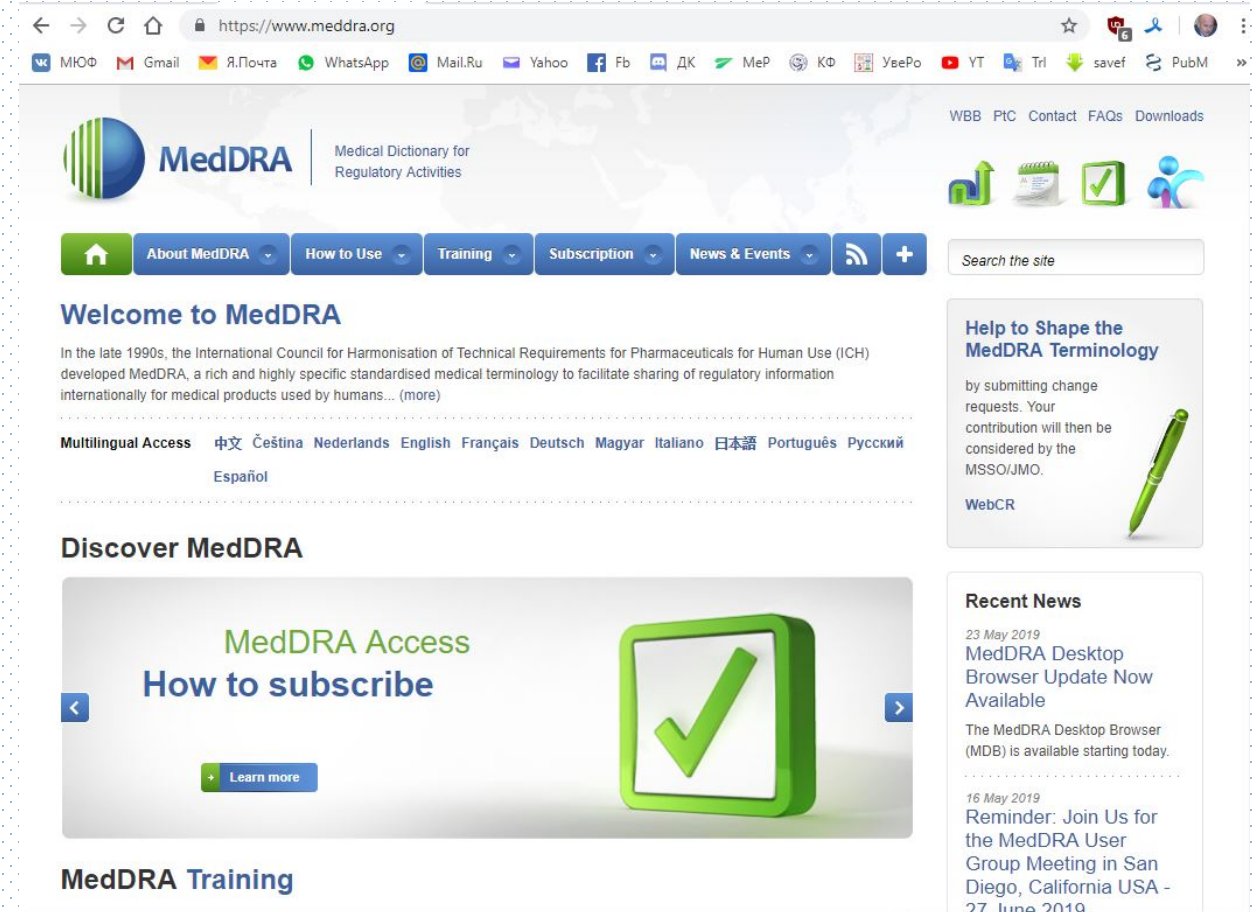 https://www.meddra.org
6
МЮФ Gmail Я.Почта WhatsApp Mail.Ru Yahoo Fb ДК MeP КФ УвеРо YT Trl savef PubM »
WBB PtC Contact FAQs Downloads
MedDRA
Medical Dictionary for
Regulatory Activities
About MedDRA How to Use Training Subscription News & Events
Search the site
Welcome to MedDRA
In the late 1990s, the International Council for Harmonisation of Technical Requirements for Pharmaceuticals for Human Use (ICH)
developed MedDRA, a rich and highly specific standardised medical terminology to facilitate sharing of regulatory information
internationally for medical products used by humans... (more)
Multilingual Access 中文 Čeština Nederlands English Français Deutsch Magyar Italiano 日本語 Português Русский
Español
Discover MedDRA
MedDRA Access
How to subscribe
Learn more
MedDRA Training
Help to Shape the
MedDRA Terminology
by submitting change
requests. Your
contribution will then be
considered by the
MSSO/JMO.
WebCR
Recent News
23 May 2019
MedDRA Desktop
Browser Update Now
Available
The MedDRA Desktop Browser
(MDB) is available starting today.
16 May 2019
Reminder: Join Us for
the MedDRA User
Group Meeting in San
Diego, California USA -
27 June 2019